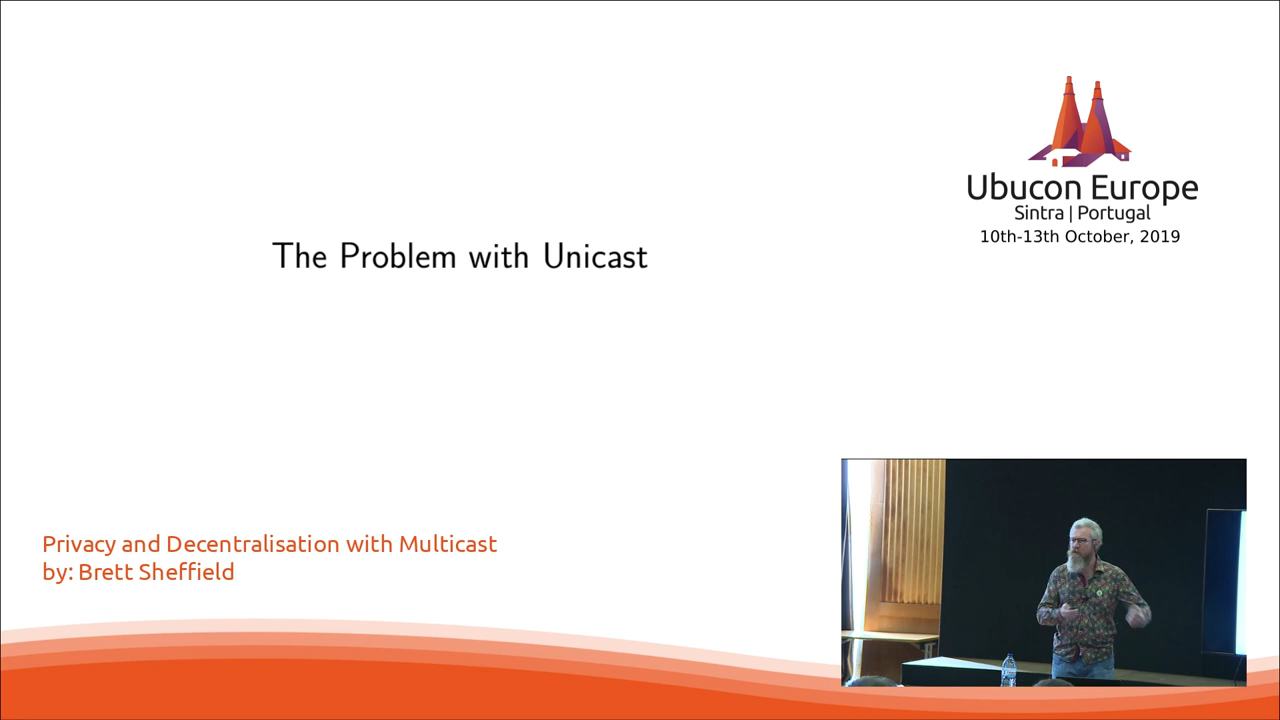 Ubucon Europe
Sintra | Portugal
10th-13th October, 2019
The Problem with Unicast
Privacy and Decentralisation with Multicast
by: Brett Sheffield